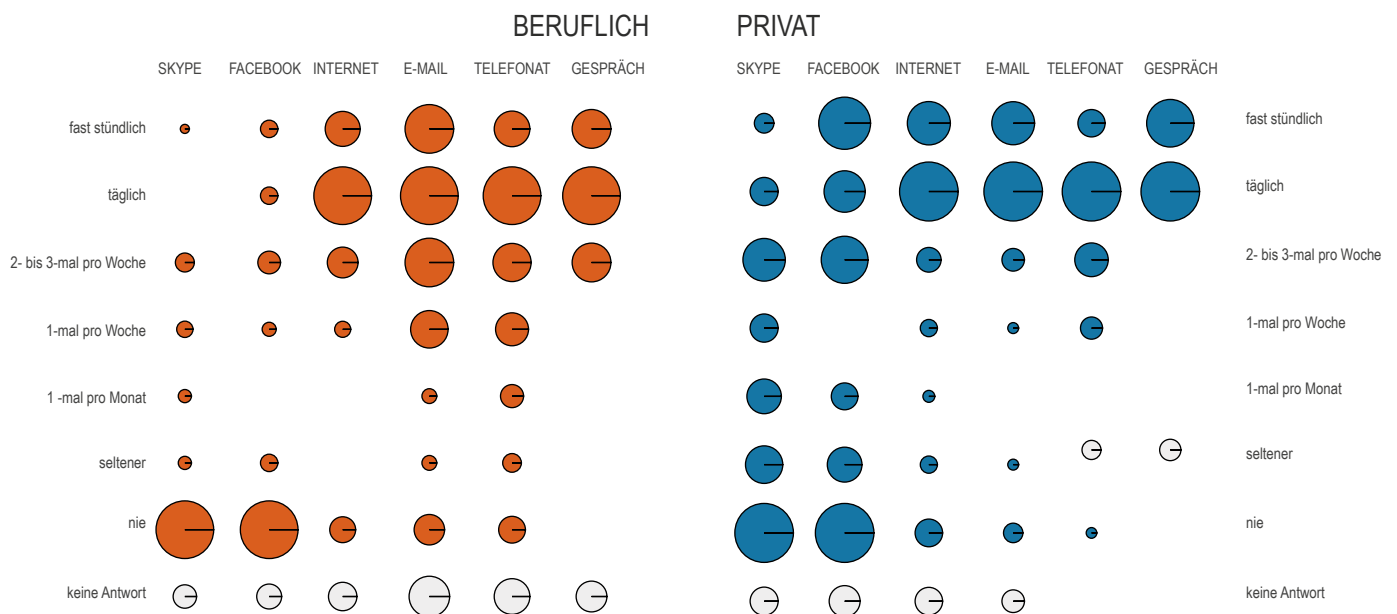 BERUFLICH PRIVAT
SKYPE FACEBOOK INTERNET E-MAIL TELEFONAT GESPRÄCH SKYPE FACEBOOK INTERNET E-MAIL TELEFONAT GESPRÄCH
fast stündlich fast stündlich
täglich täglich
2- bis 3-mal pro Woche 2- bis 3-mal pro Woche
1-mal pro Woche 1-mal pro Woche
1 -mal pro Monat 1-mal pro Monat
seltener seltener
nie nie
keine Antwort keine Antwort